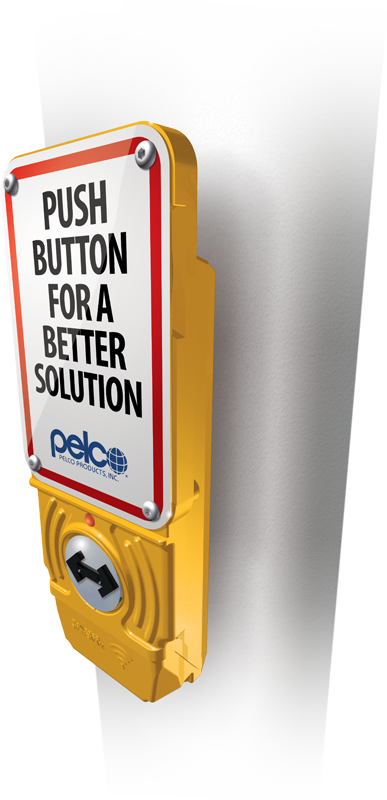 PUSH
BUTTON
FOR A
BETTER
SOLUTION
pelco
PELCO PRODUCTS, INC.